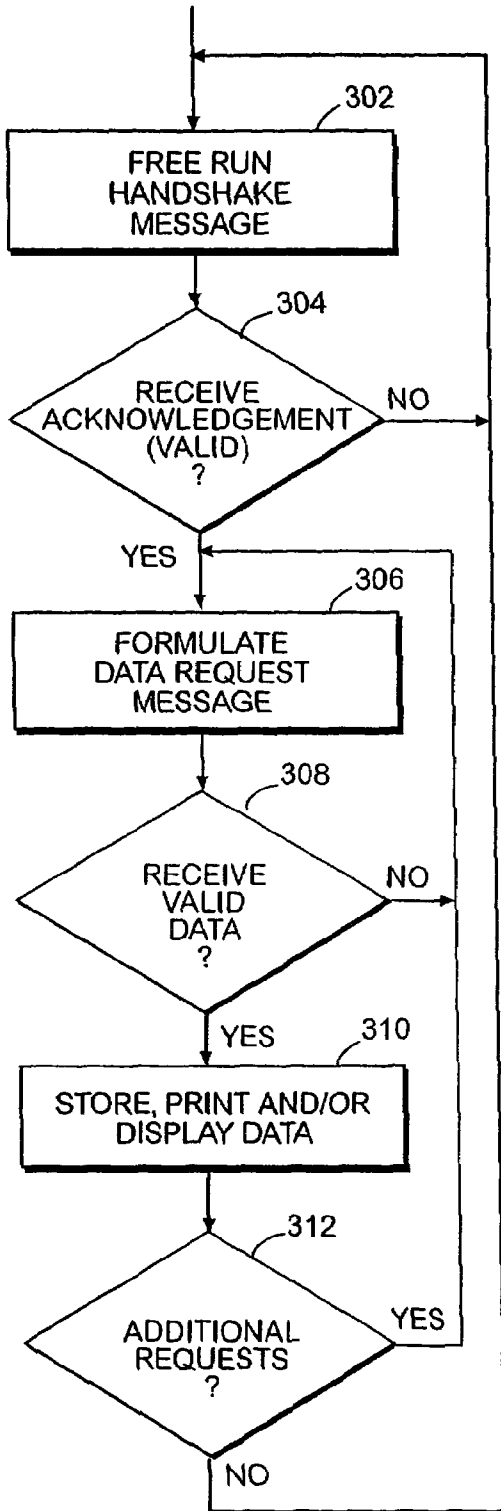 302
FREE RUN
HANDSHAKE
MESSAGE
304
RECEIVE
ACKNOWLEDGEMENT
(VALID)
?
NO
YES
306
FORMULATE
DATA REQUEST
MESSAGE
308
RECEIVE
VALID
DATA
?
NO
YES
310
STORE, PRINT AND/OR
DISPLAY DATA
312
ADDITIONAL
REQUESTS
?
YES
NO